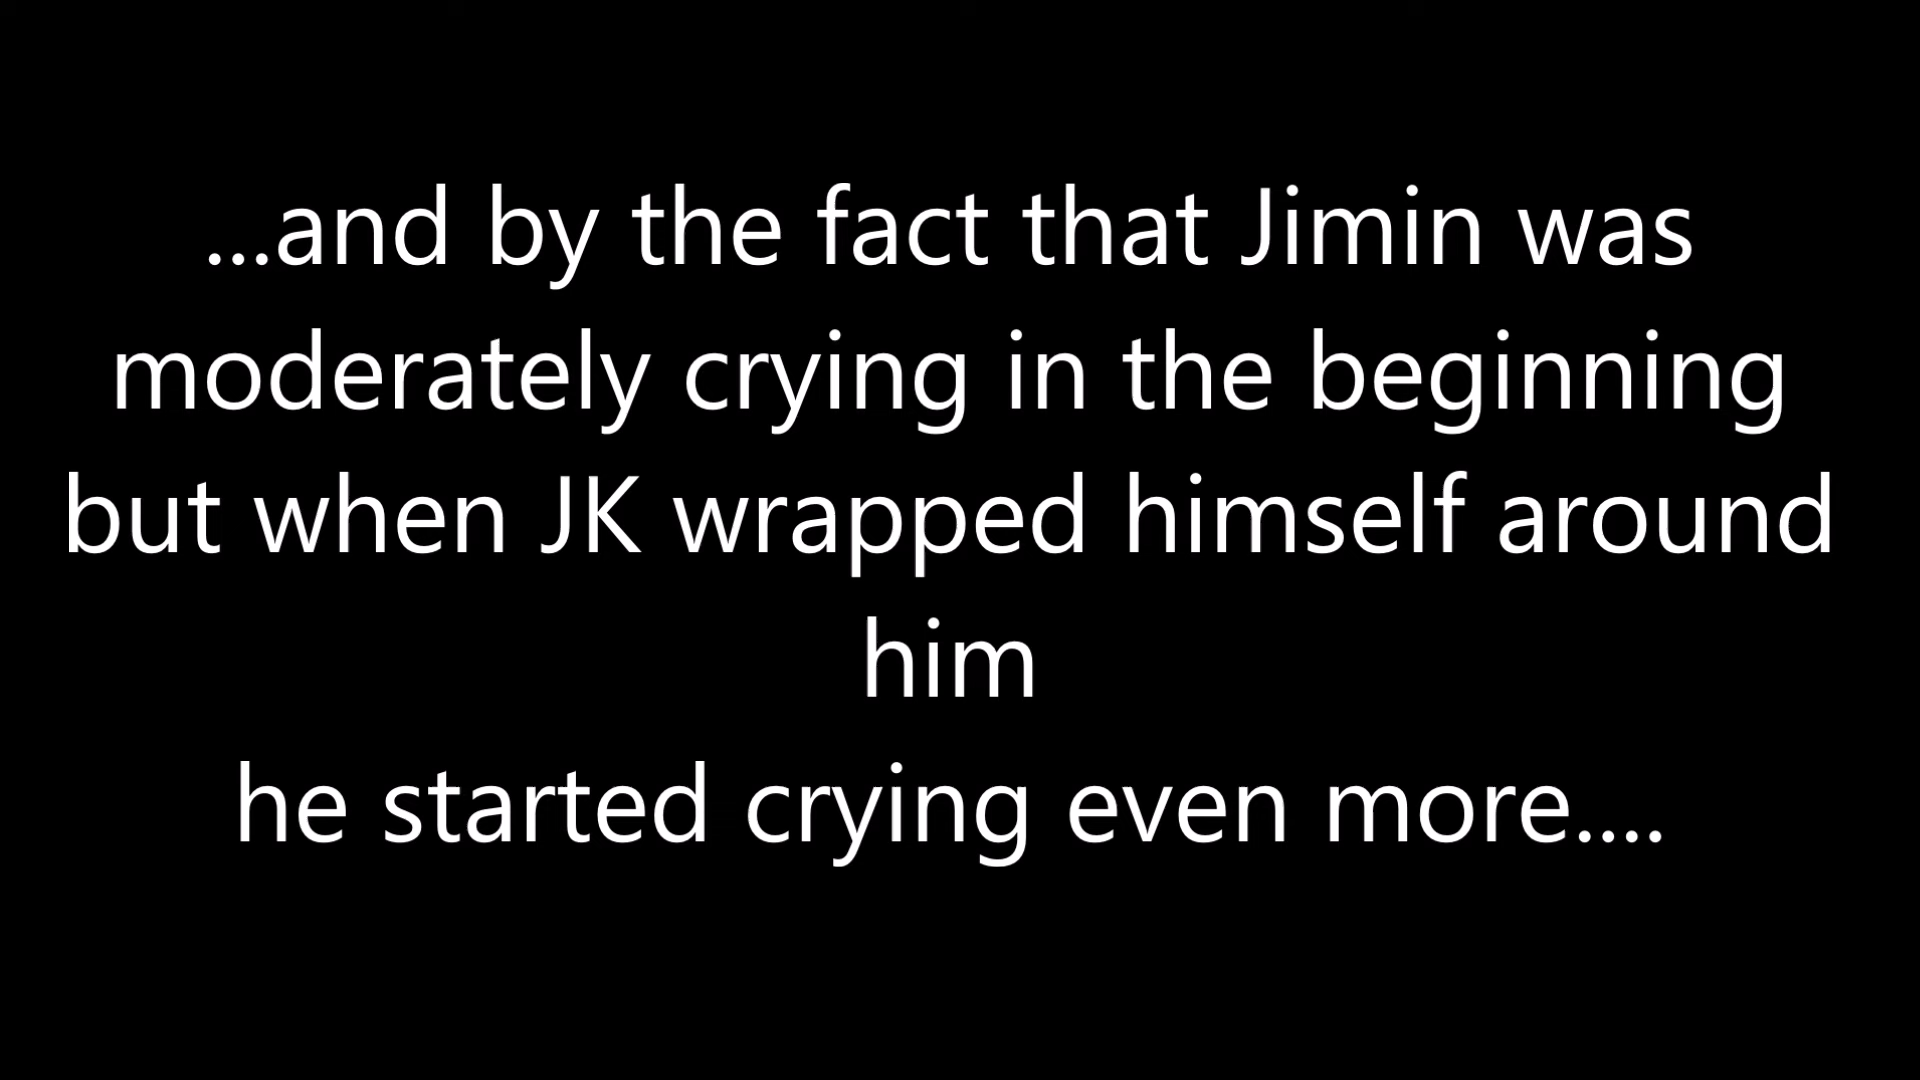 ...and by the fact that Jimin was
moderately crying in the beginning
but when JK wrapped himself around
him
he started crying even more....